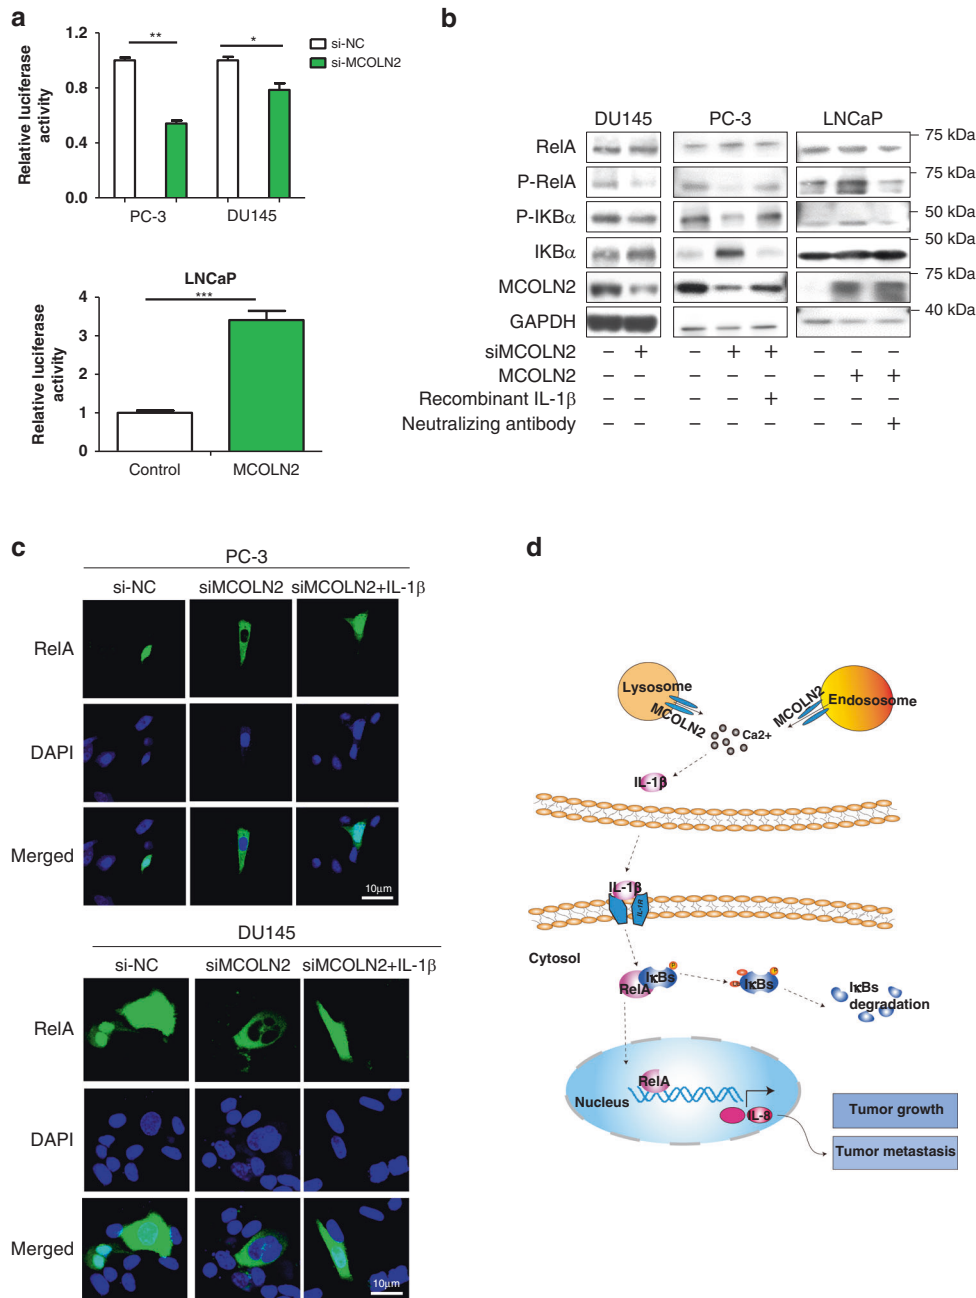 a
Relative luciferase activity
1.2
0.8
0.4
0.0
**
*
si-NC
si-MCOLN2
PC-3
DU145
LNCaP
Relative luciferase activity
5
4
3
2
1
0
***
Control
MCOLN2
b
DU145
PC-3
LNCaP
RelA
75 kDa
P-RelA
75 kDa
P-IKBα
50 kDa
IKBα
50 kDa
MCOLN2
75 kDa
GAPDH
40 kDa
siMCOLN2 – + – + + – – –
MCOLN2 – – – – – – + +
Recombinant IL-1β – – – – + – – –
Neutralizing antibody – – – – – – – +
c
PC-3
si-NC siMCOLN2 siMCOLN2+IL-1β
RelA
DAPI
Merged
10μm
DU145
si-NC siMCOLN2 siMCOLN2+IL-1β
RelA
DAPI
Merged
10μm
d
Lysosome
MCOLN2
MCOLN2
Endososome
Ca2+
IL-1β
IL-1β
IL-1R
Cytosol
RelA
IκBs
P
IκBs
P
IκBs degradation
RelA
Nucleus
IL-8
Tumor growth
Tumor metastasis